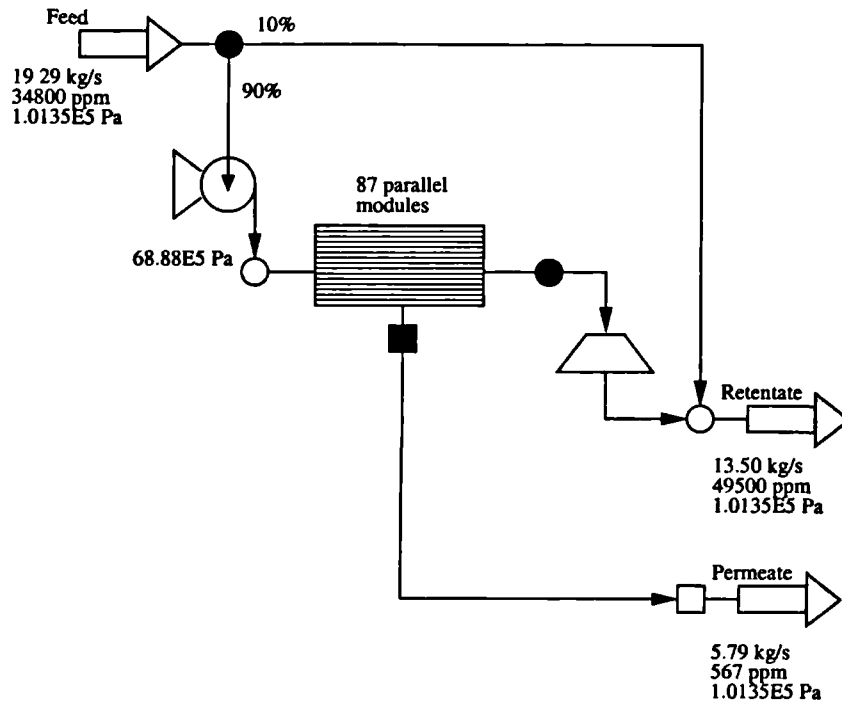 Feed
10%
90%
19 29 kg/s
34800 ppm
1.0135E5 Pa
87 parallel
modules
68.88E5 Pa
Retentate
13.50 kg/s
49500 ppm
1.0135E5 Pa
Permeate
5.79 kg/s
567 ppm
1.0135E5 Pa